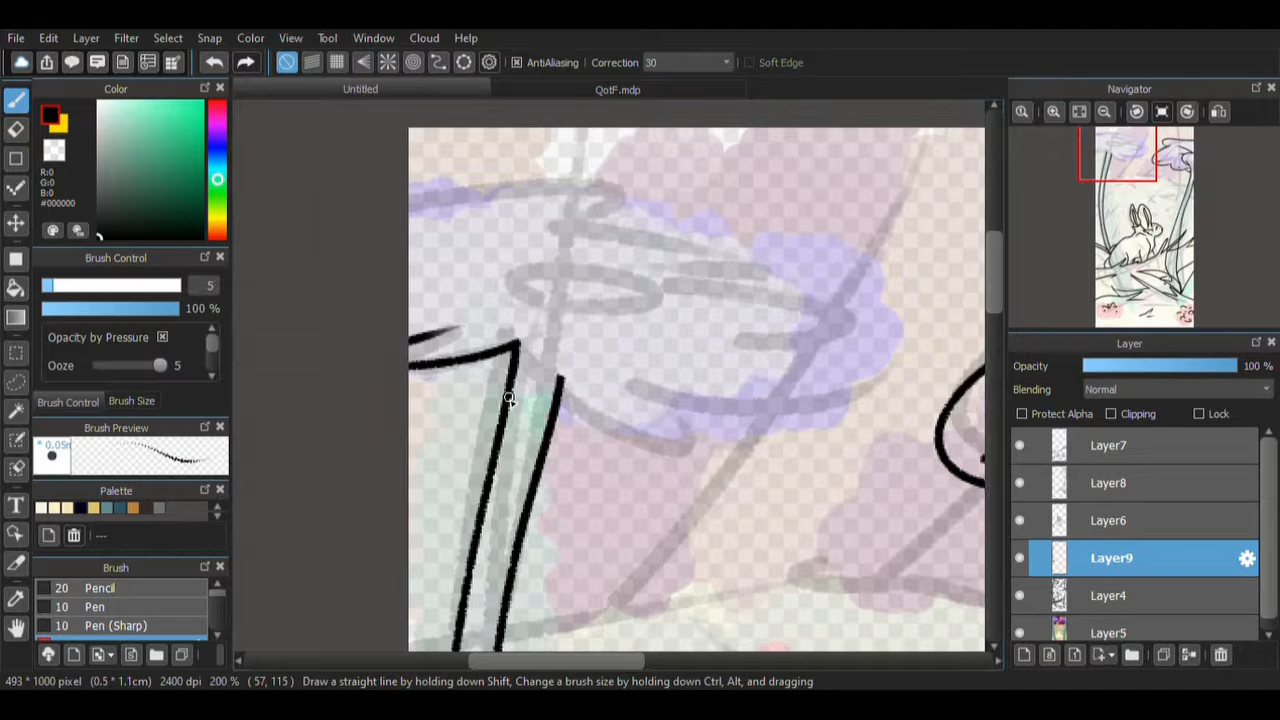 File Edit Layer Filter Select Snap Color View Tool Window Cloud Help
AntiAliasing Correction 30 Soft Edge
Color
R:0
G:0
B:0
#000000
Brush Control
5
100 %
Opacity by Pressure
Ooze 5
Brush Control Brush Size
Brush Preview
* 0.05m
Palette
---
Brush
20 Pencil
10 Pen
10 Pen (Sharp)
Untitled QotF.mdp
Navigator
Layer
Opacity 100 %
Blending Normal
Protect Alpha Clipping Lock
Layer7
Layer8
Layer6
Layer9
Layer4
Layer5
493 * 1000 pixel (0.5 * 1.1cm) 2400 dpi 200 % ( 57, 115 ) Draw a straight line by holding down Shift, Change a brush size by holding down Ctrl, Alt, and dragging